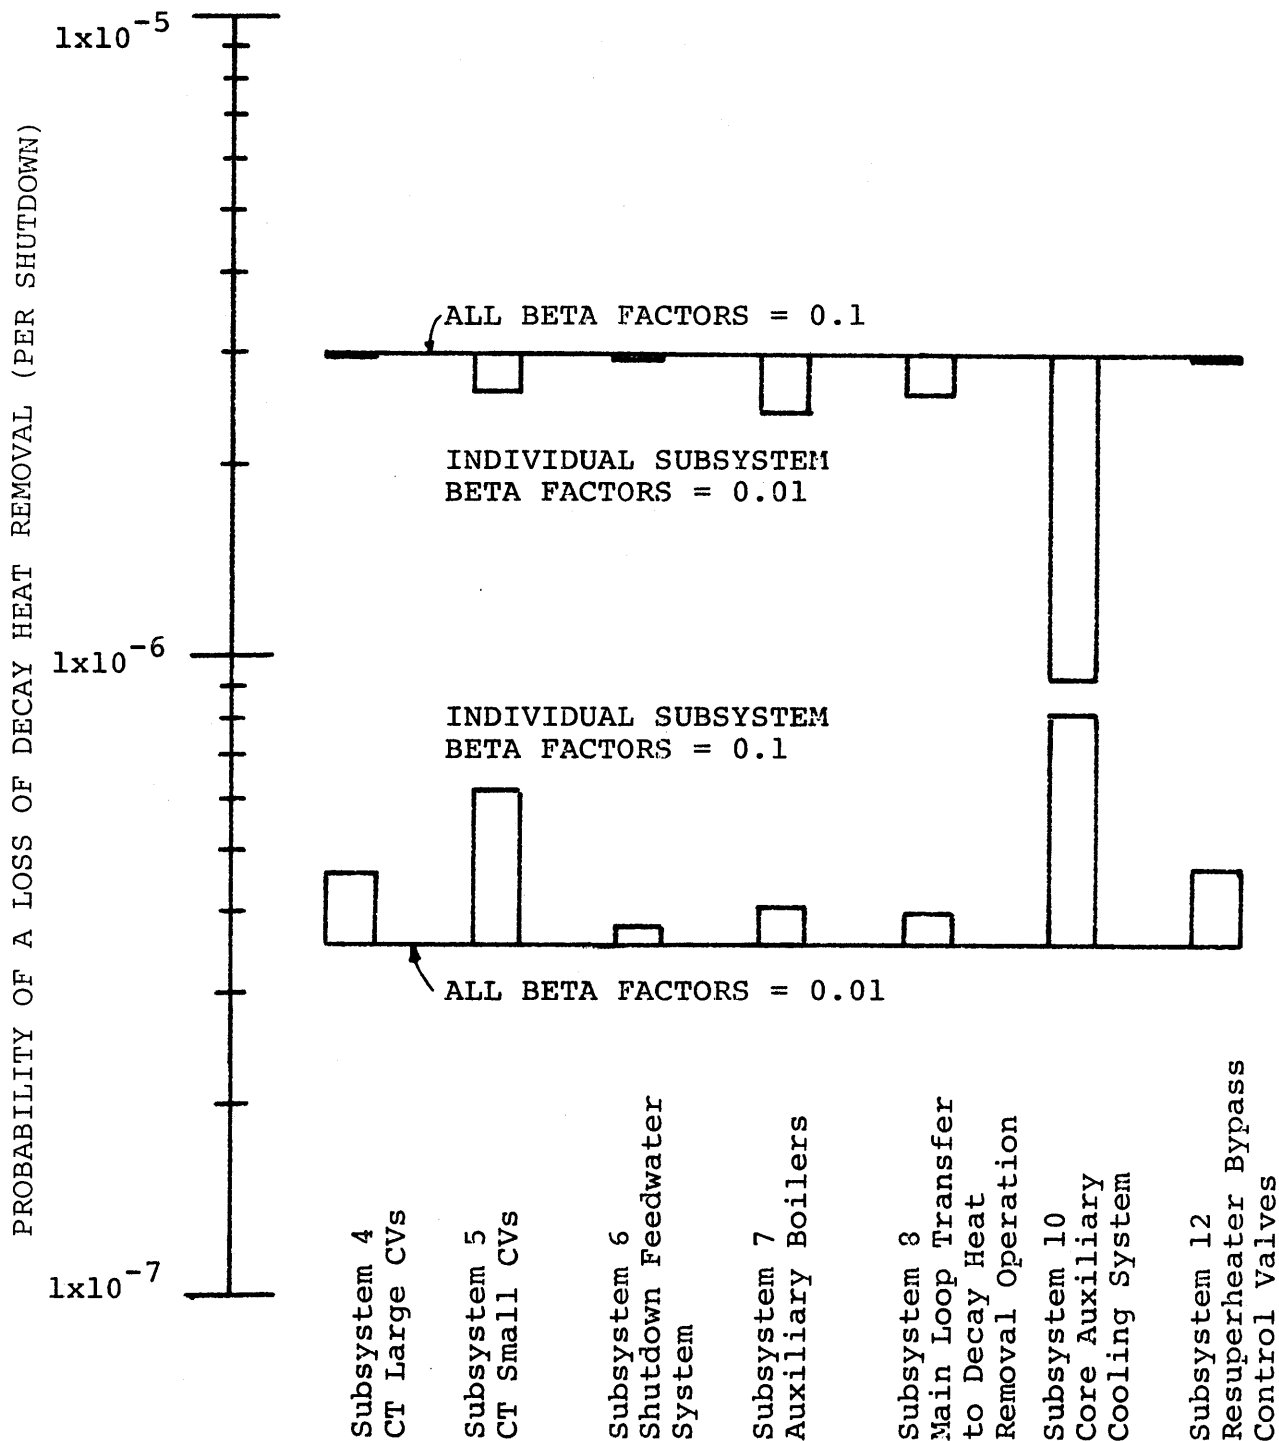 PROBABILITY OF A LOSS OF DECAY HEAT REMOVAL (PER SHUTDOWN)
1x10^-5
1x10^-6
1x10^-7
ALL BETA FACTORS = 0.1
INDIVIDUAL SUBSYSTEM
BETA FACTORS = 0.01
INDIVIDUAL SUBSYSTEM
BETA FACTORS = 0.1
ALL BETA FACTORS = 0.01
Subsystem 4
CT Large CVs
Subsystem 5
CT Small CVs
Subsystem 6
Shutdown Feedwater
System
Subsystem 7
Auxiliary Boilers
Subsystem 8
Main Loop Transfer
to Decay Heat
Removal Operation
Subsystem 10
Core Auxiliary
Cooling System
Subsystem 12
Resuperheater Bypass
Control Valves